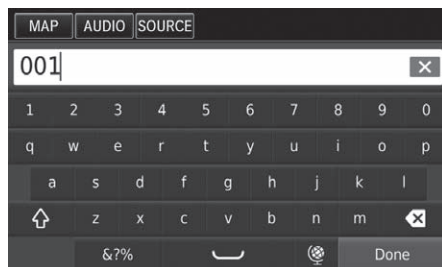 MAP AUDIO SOURCE
001
1 2 3 4 5 6 7 8 9 0
q w e r t y u i o p
a s d f g h j k l
z x c v b n m
&?% Done